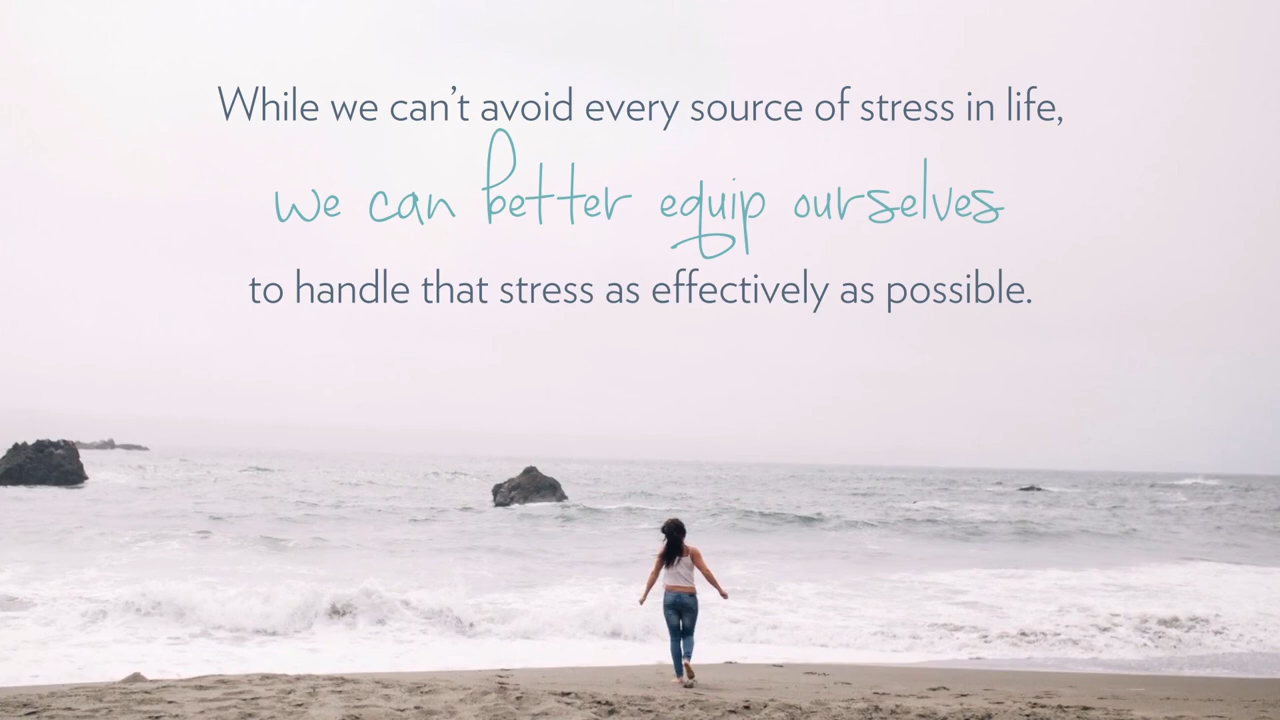 While we can’t avoid every source of stress in life,
we can better equip ourselves
to handle that stress as effectively as possible.